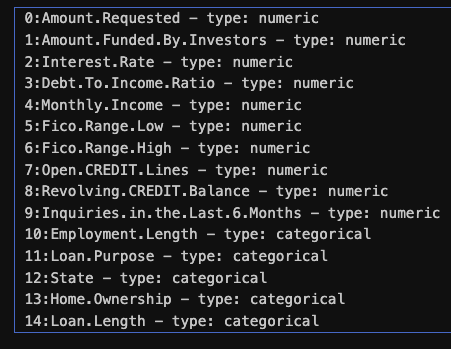 0:Amount.Requested – type: numeric
1:Amount.Funded.By.Investors – type: numeric
2:Interest.Rate – type: numeric
3:Debt.To.Income.Ratio – type: numeric
4:Monthly.Income – type: numeric
5:Fico.Range.Low – type: numeric
6:Fico.Range.High – type: numeric
7:Open.CREDIT.Lines – type: numeric
8:Revolving.CREDIT.Balance – type: numeric
9:Inquiries.in.the.Last.6.Months – type: numeric
10:Employment.Length – type: categorical
11:Loan.Purpose – type: categorical
12:State – type: categorical
13:Home.Ownership – type: categorical
14:Loan.Length – type: categorical